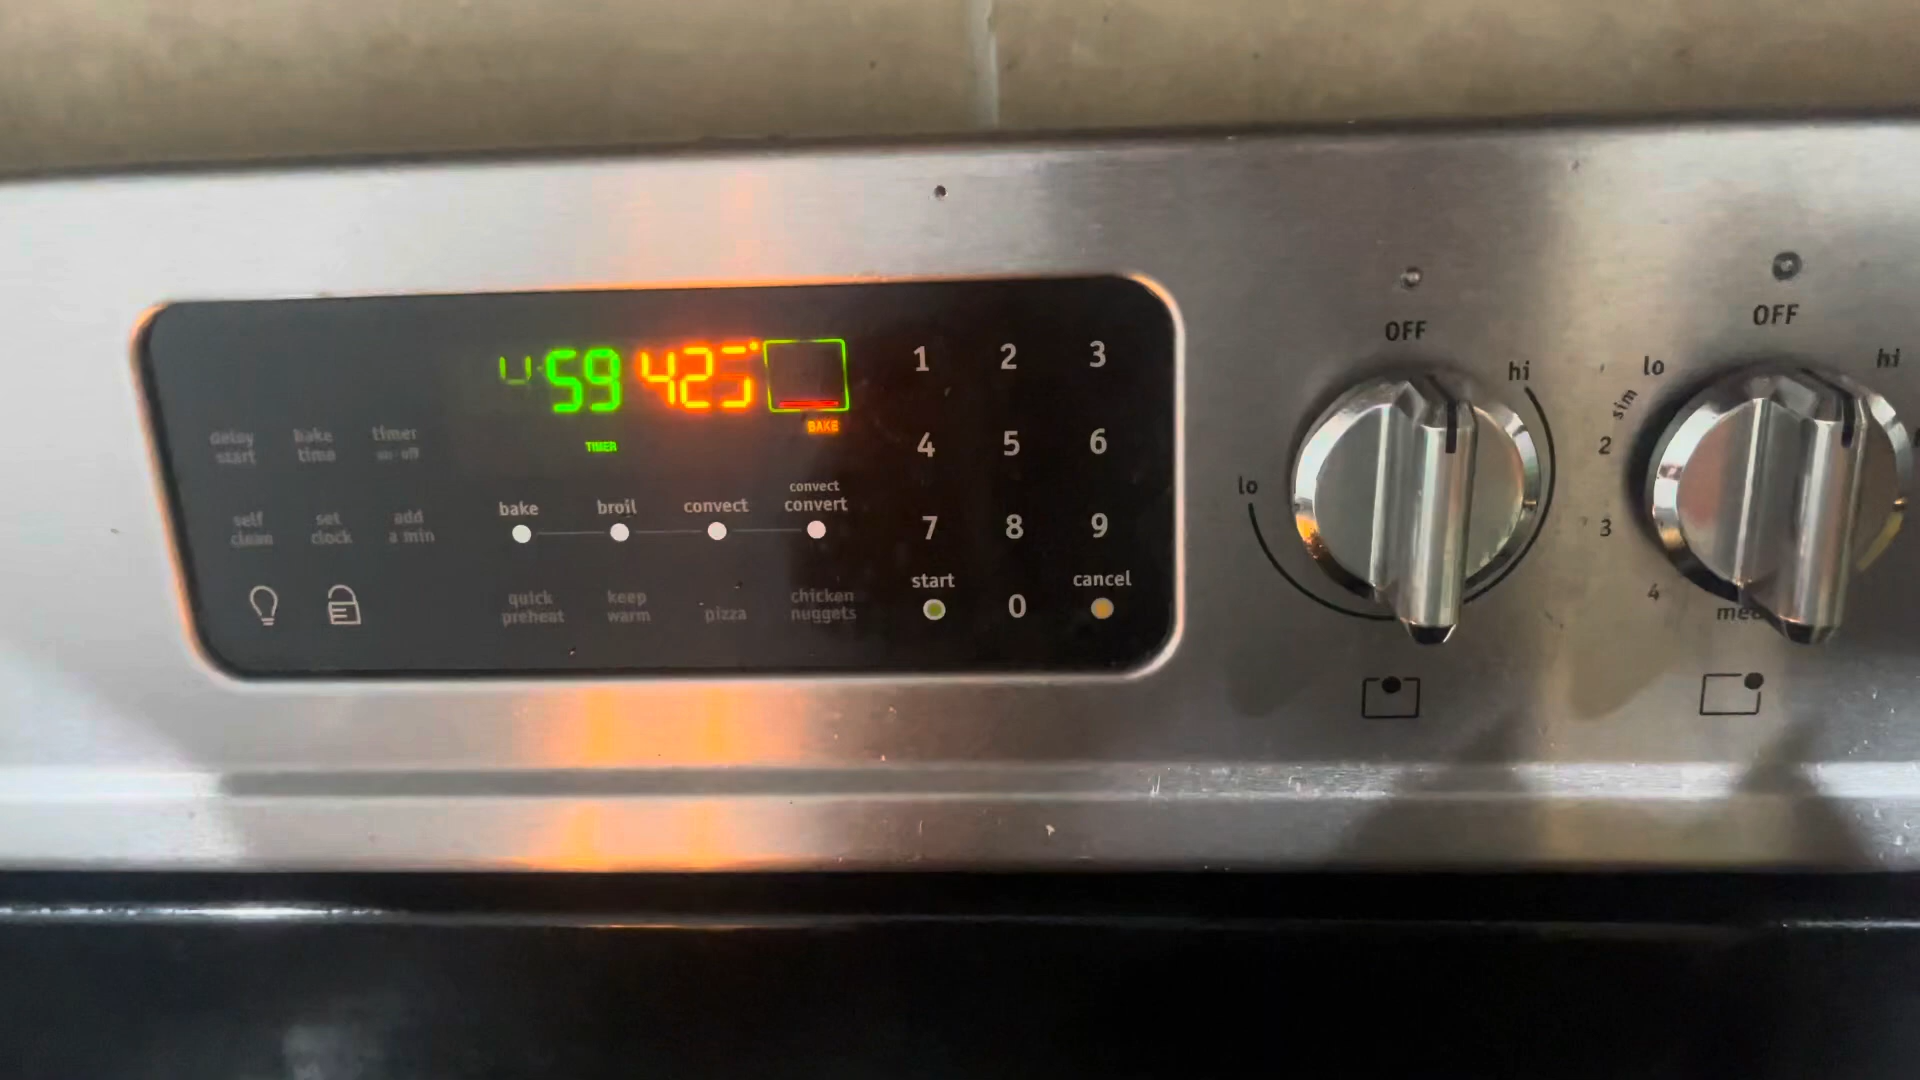 59 425°
BAKE
TIMER
delay start
bake time
timer on·off
bake
broil
convect
convect convert
self clean
set clock
add a min
quick preheat
keep warm
pizza
chicken nuggets
1 2 3
4 5 6
7 8 9
start
0
cancel
OFF
hi
lo
OFF
lo
hi
sim
2
3
4